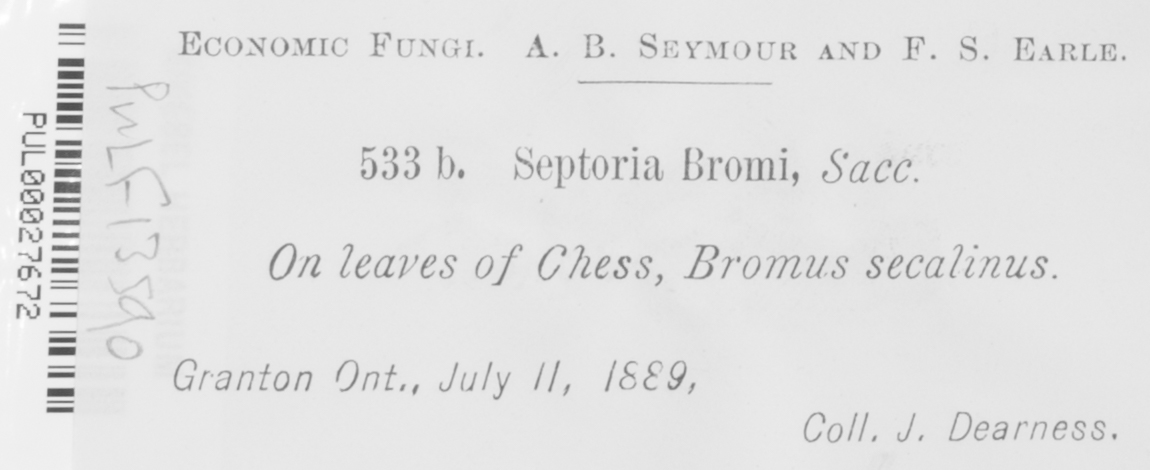 ECONOMIC FUNGI. A. B. SEYMOUR AND F. S. EARLE.
533 b. Septoria Bromi, Sacc.
On leaves of Chess, Bromus secalinus.
Granton Ont., July 11, 1889,
Coll. J. Dearness.
PUL00027672
PULF13590